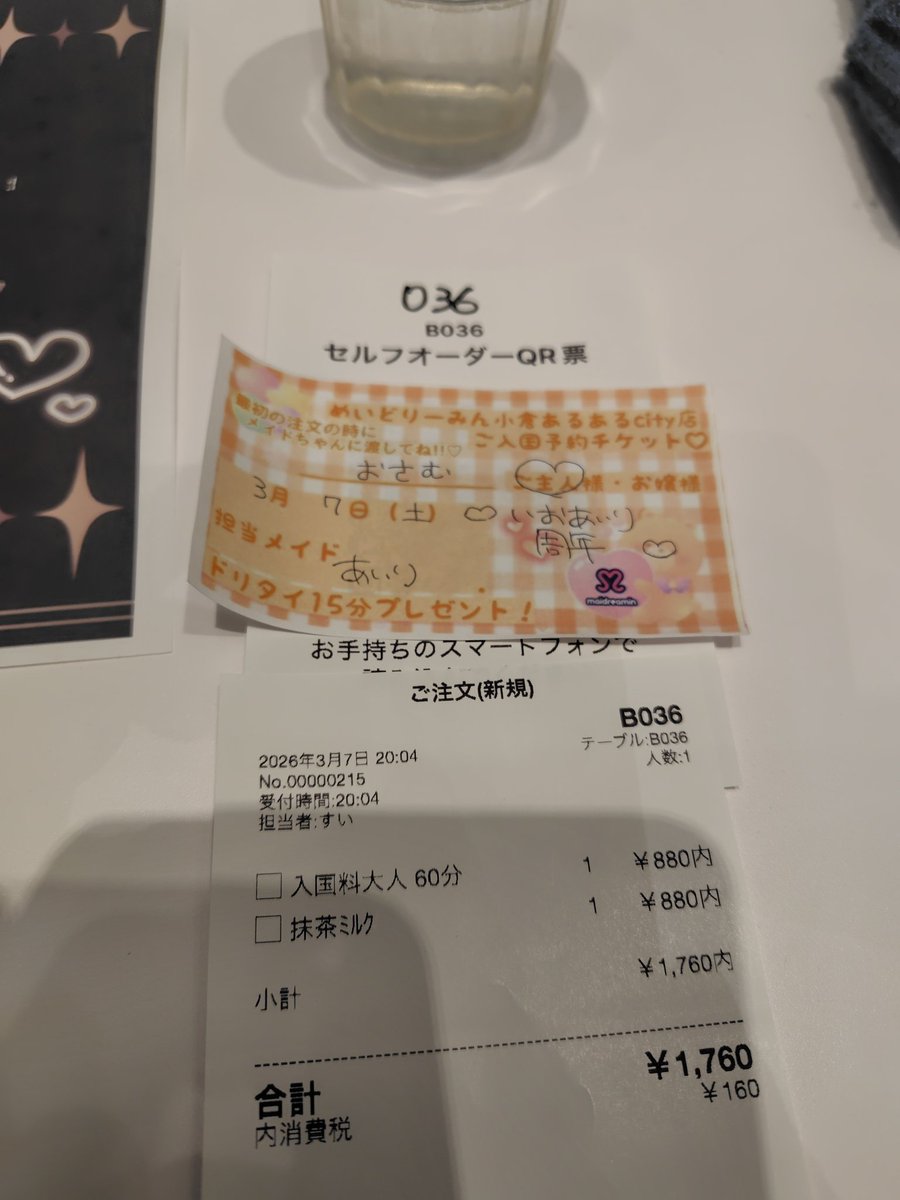 036
B036
セルフオーダーQR票
最初の注文の時に
メイドちゃんに渡してね!!♡
めいどりーみん小倉あるあるCity店
ご入国予約チケット♡
おさむ
ご主人様・お嬢様
3月7日(土)
♡いおあいり
周年♡
担当メイド
あいり
ドリタイ15分プレゼント!
maidreamin
お手持ちのスマートフォンで
ご注文(新規)
B036
テーブル:B036
人数:1
2026年3月7日 20:04
No.00000215
受付時間:20:04
担当者:すい
入国料大人 60分 1 ¥880内
抹茶ミルク 1 ¥880内
小計 ¥1,760内
合計 ¥1,760
内消費税 ¥160